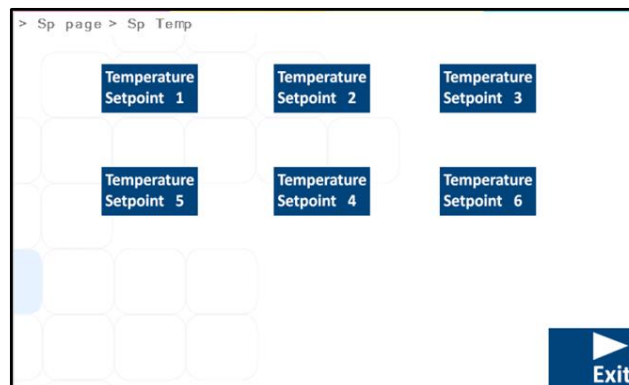 > Sp page > Sp Temp
Temperature
Setpoint 1
Temperature
Setpoint 2
Temperature
Setpoint 3
Temperature
Setpoint 5
Temperature
Setpoint 4
Temperature
Setpoint 6
Exit